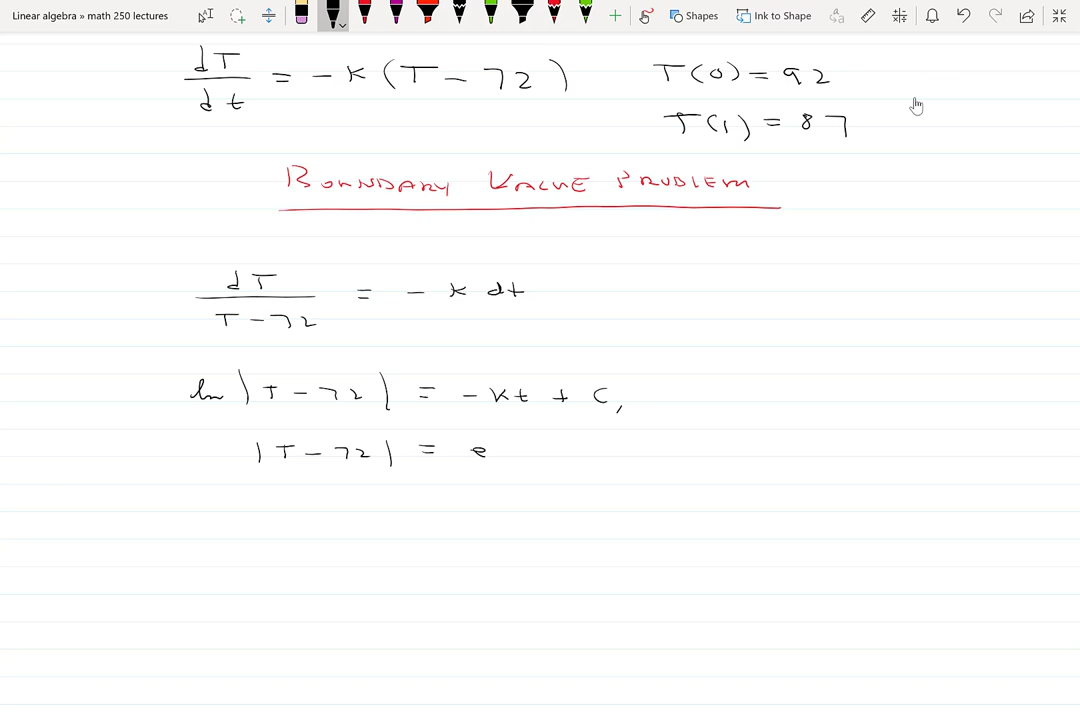 Linear algebra » math 250 lectures Shapes Ink to Shape
dT/dt = -k(T - 72) T(0) = 92
T(1) = 87
BOUNDARY VALUE PROBLEM
dT/(T - 72) = - k dt
ln |T - 72| = - kt + C₁
|T - 72| = e